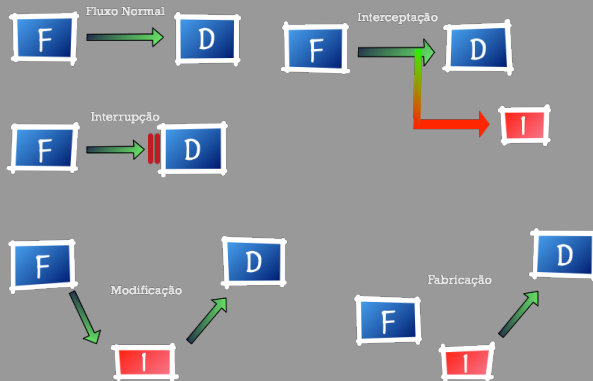 Fluxo Normal
F
D
Interceptação
F
D
I
Interrupção
F
D
Modificação
F
D
I
Fabricação
F
D
I